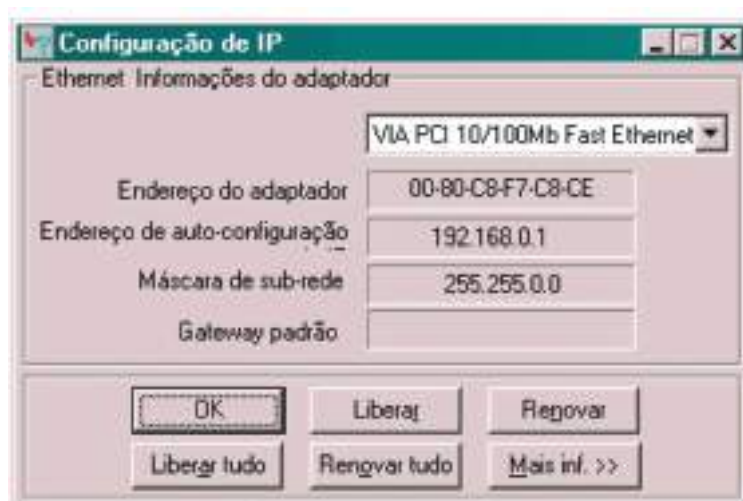 Configuração de IP
Ethernet Informações do adaptador
VIA PCI 10/100Mb Fast Ethernet
Endereço do adaptador 00-80-C8-F7-C8-CE
Endereço de auto-configuração 192.168.0.1
Máscara de sub-rede 255.255.0.0
Gateway padrão
OK Liberar Renovar
Liberar tudo Renovar tudo Mais inf. >>